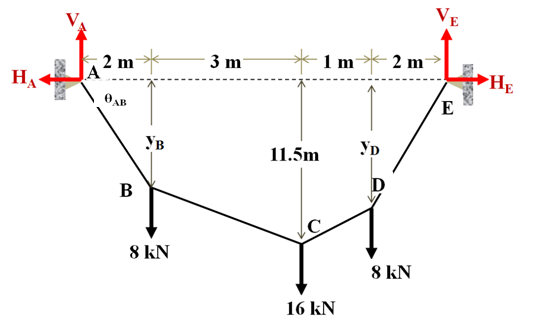 V_A V_E
2 m 3 m 1 m 2 m
H_A A H_E
θ_AB E
y_B 11.5m y_D
B D
C
8 kN 8 kN
16 kN